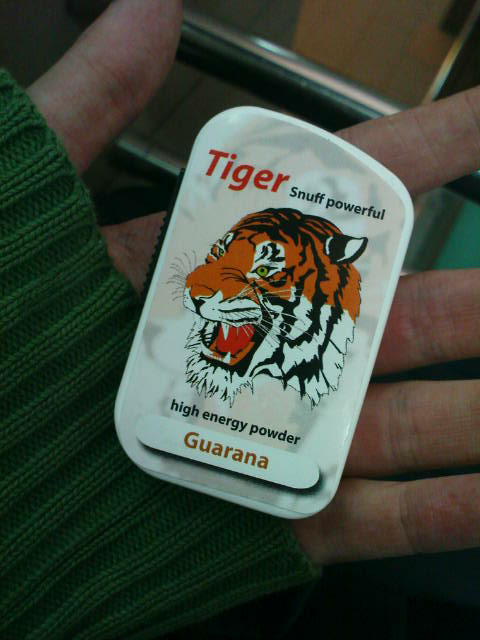 Tiger Snuff powerful
high energy powder
Guarana